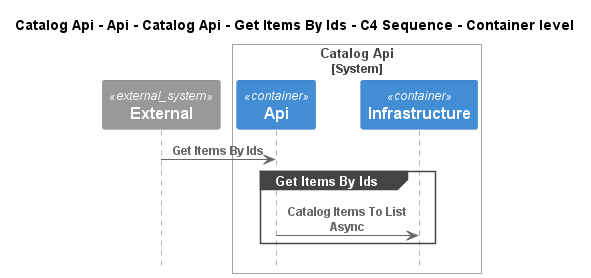 Catalog Api - Api - Catalog Api - Get Items By Ids - C4 Sequence - Container level
Catalog Api
[System]
«external_system»
External
«container»
Api
«container»
Infrastructure
Get Items By Ids
Get Items By Ids
Catalog Items To List
Async